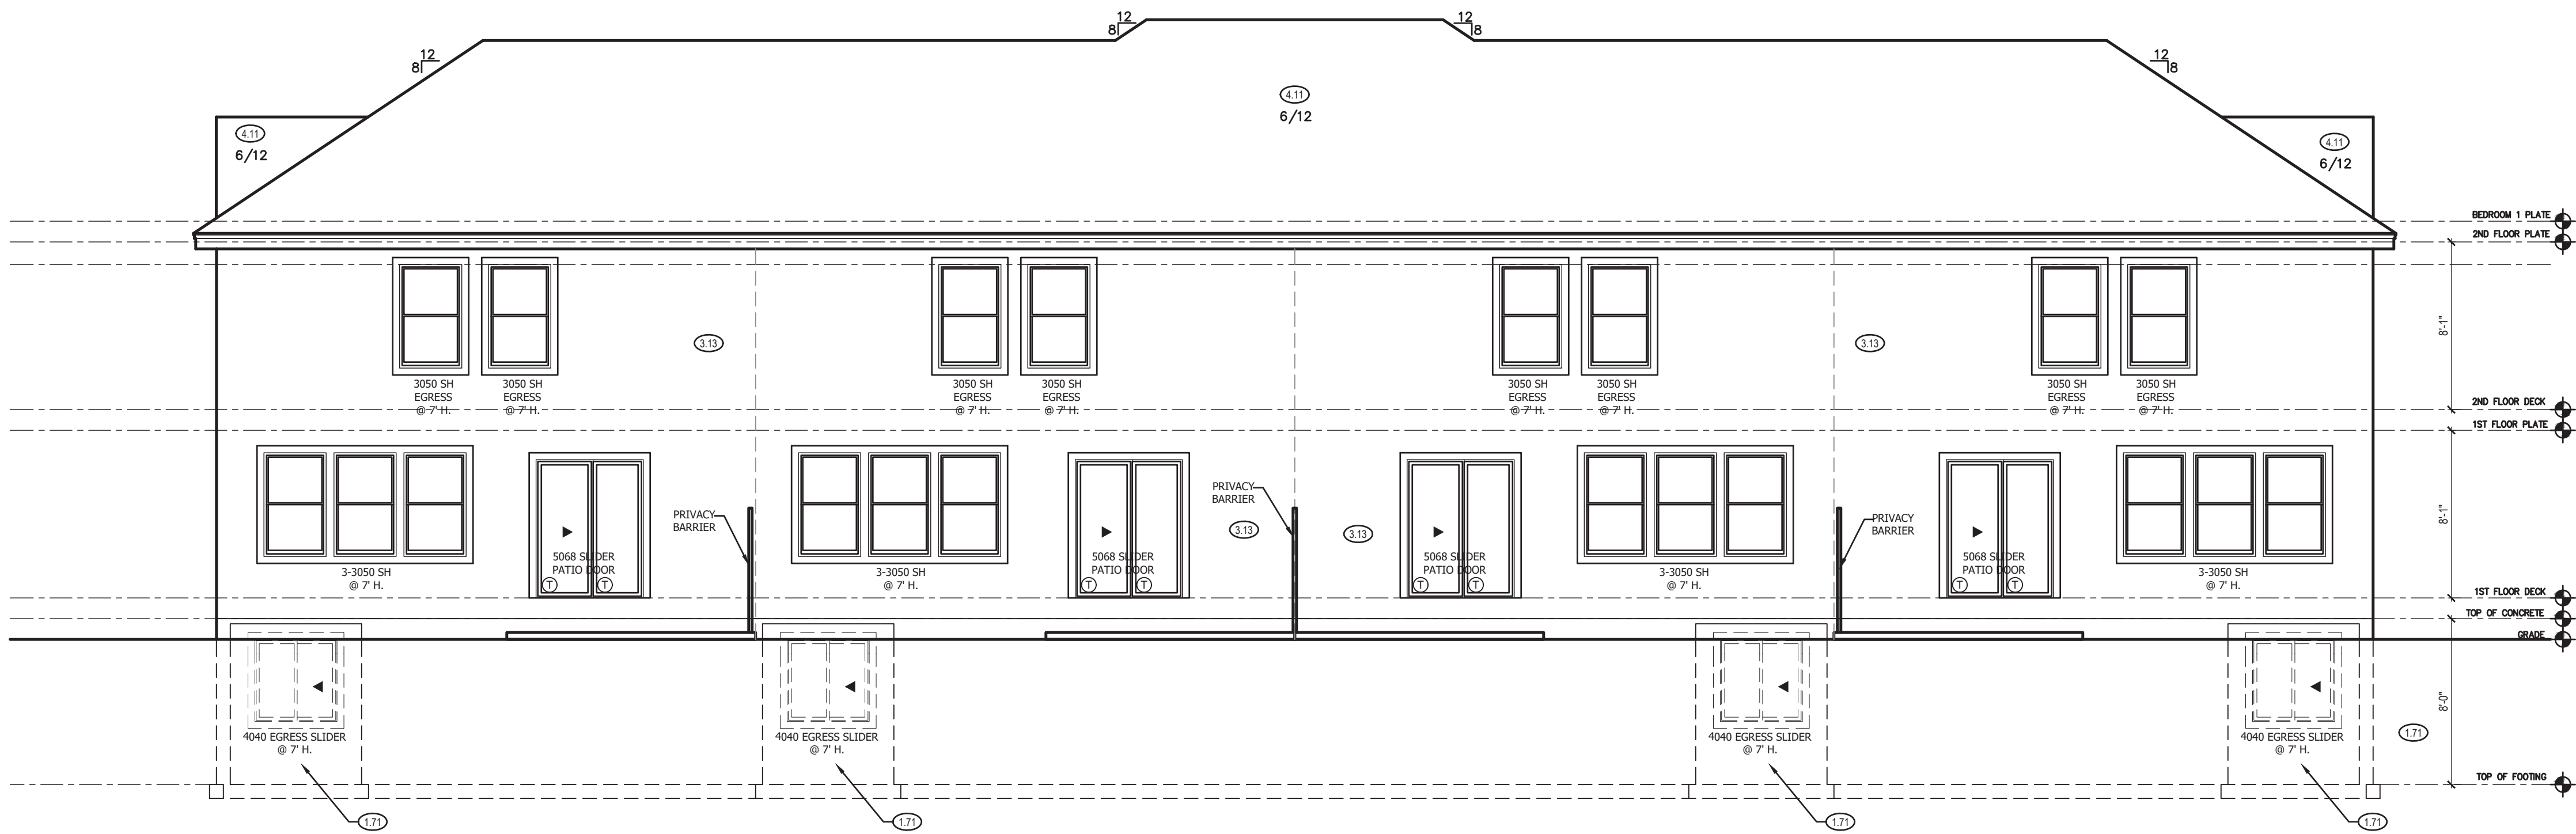 12
8
12
8
12
8
12
8
4.11
6/12
4.11
6/12
4.11
6/12
BEDROOM 1 PLATE
2ND FLOOR PLATE
3.13
3.13
8'-1"
3050 SH
EGRESS
@ 7' H.
3050 SH
EGRESS
@ 7' H.
3050 SH
EGRESS
@ 7' H.
3050 SH
EGRESS
@ 7' H.
3050 SH
EGRESS
@ 7' H.
3050 SH
EGRESS
@ 7' H.
3050 SH
EGRESS
@ 7' H.
3050 SH
EGRESS
@ 7' H.
2ND FLOOR DECK
1ST FLOOR PLATE
PRIVACY
BARRIER
PRIVACY
BARRIER
PRIVACY
BARRIER
3.13
3.13
8'-1"
3-3050 SH
@ 7' H.
5068 SLIDER
PATIO DOOR
T
T
3-3050 SH
@ 7' H.
5068 SLIDER
PATIO DOOR
T
T
5068 SLIDER
PATIO DOOR
T
T
3-3050 SH
@ 7' H.
5068 SLIDER
PATIO DOOR
T
T
3-3050 SH
@ 7' H.
1ST FLOOR DECK
TOP OF CONCRETE
GRADE
8'-0"
4040 EGRESS SLIDER
@ 7' H.
4040 EGRESS SLIDER
@ 7' H.
4040 EGRESS SLIDER
@ 7' H.
4040 EGRESS SLIDER
@ 7' H.
1.71
TOP OF FOOTING
1.71
1.71
1.71
1.71